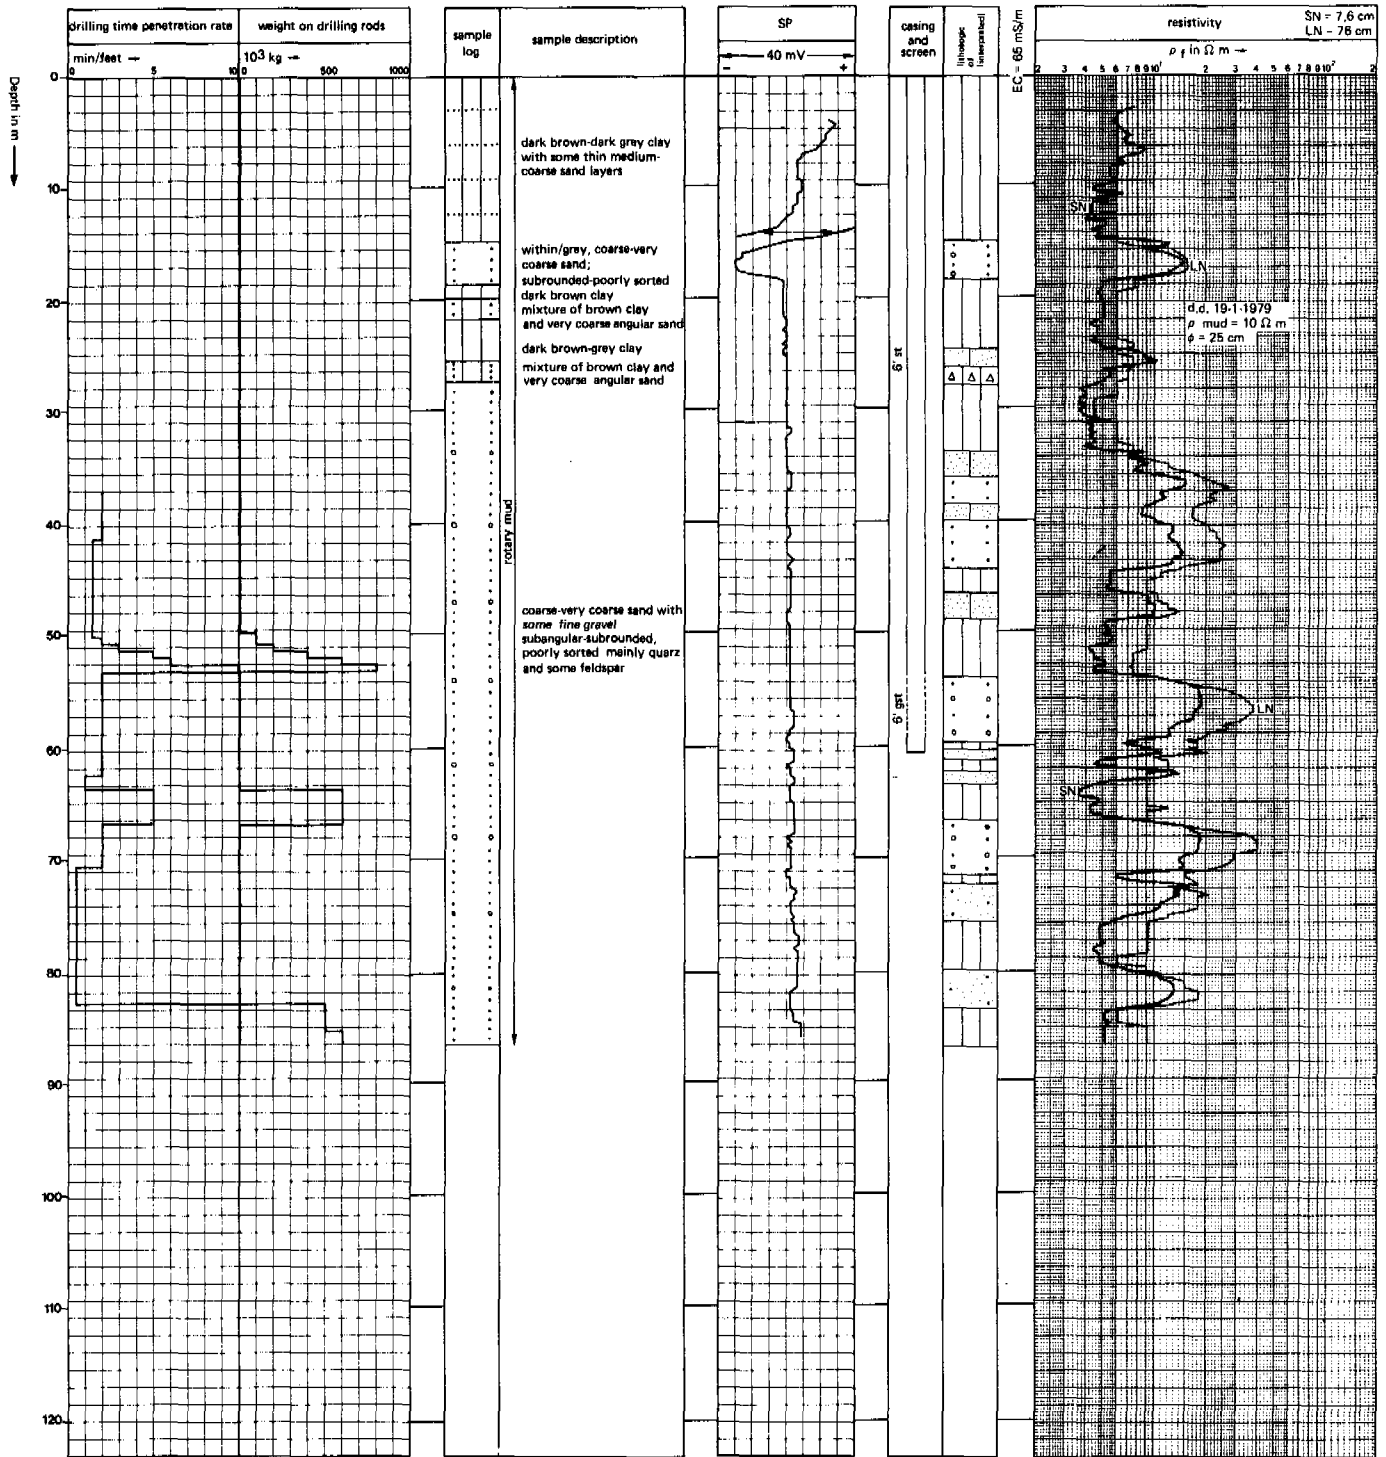 drilling time penetration rate
weight on drilling rods
min/feet →
10³ kg →
0 5 10 0 500 1000
sample
log
sample description
SP
40 mV
- +
casing
and
screen
lithologic
of
(interpreted)
EC = 65 mS/m
resistivity
SN = 7,6 cm
LN = 76 cm
ρ f in Ω m →
2 3 4 5 6 7 8 9 10¹ 2 3 4 5 6 7 8 9 10² 2
Depth in m
0
10
20
30
40
50
60
70
80
90
100
110
120
dark brown-dark grey clay
with some thin medium-
coarse sand layers
within/grey, coarse-very
coarse sand;
subrounded-poorly sorted
dark brown clay
mixture of brown clay
and very coarse angular sand
dark brown-grey clay
mixture of brown clay and
very coarse angular sand
rotary mud
coarse-very coarse sand with
some fine gravel
subangular-subrounded,
poorly sorted mainly quarz
and some feldspar
6' st
6' gst
SN
LN
d.d. 19-1-1979
ρ mud = 10 Ω m
ϕ = 25 cm
LN
SN